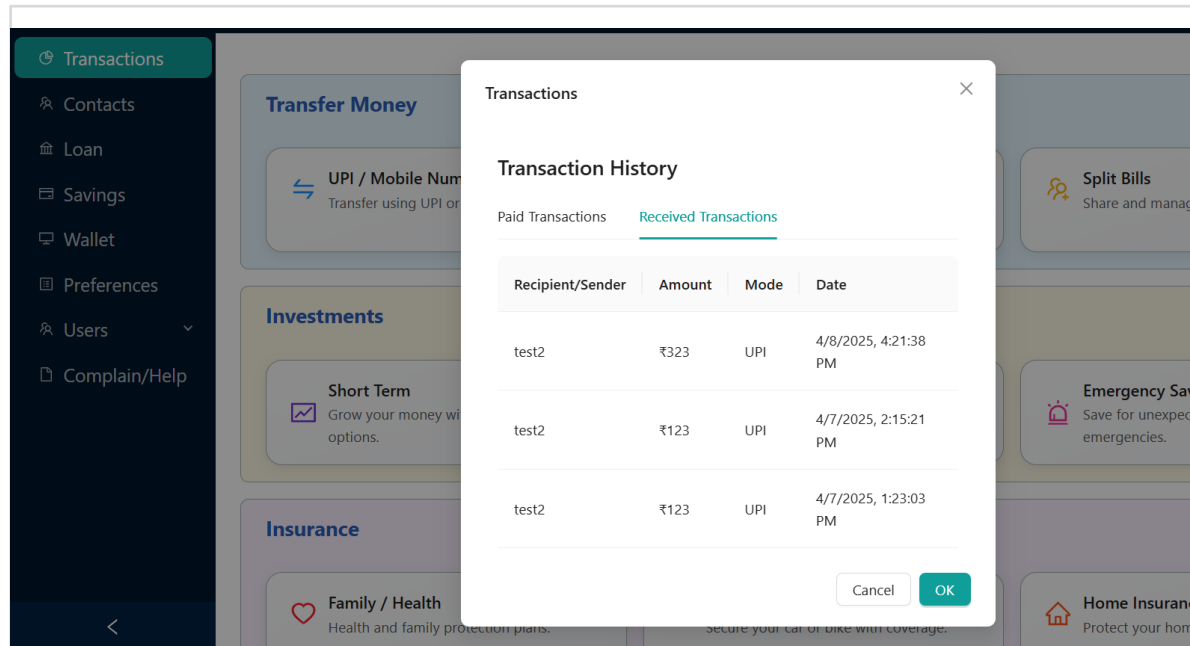 Transactions
Contacts
Loan
Savings
Wallet
Preferences
Users
Complain/Help
Transfer Money
UPI / Mobile Num
Transfer using UPI or
Split Bills
Share and manag
Investments
Short Term
Grow your money wi
options.
Emergency Sav
Save for unexpec
emergencies.
Insurance
Family / Health
Health and family protection plans.
Secure your car or bike with coverage.
Home Insuranc
Protect your hom
Transactions
Transaction History
Paid Transactions Received Transactions
Recipient/Sender Amount Mode Date
test2 ₹323 UPI 4/8/2025, 4:21:38
PM
test2 ₹123 UPI 4/7/2025, 2:15:21
PM
test2 ₹123 UPI 4/7/2025, 1:23:03
PM
Cancel OK